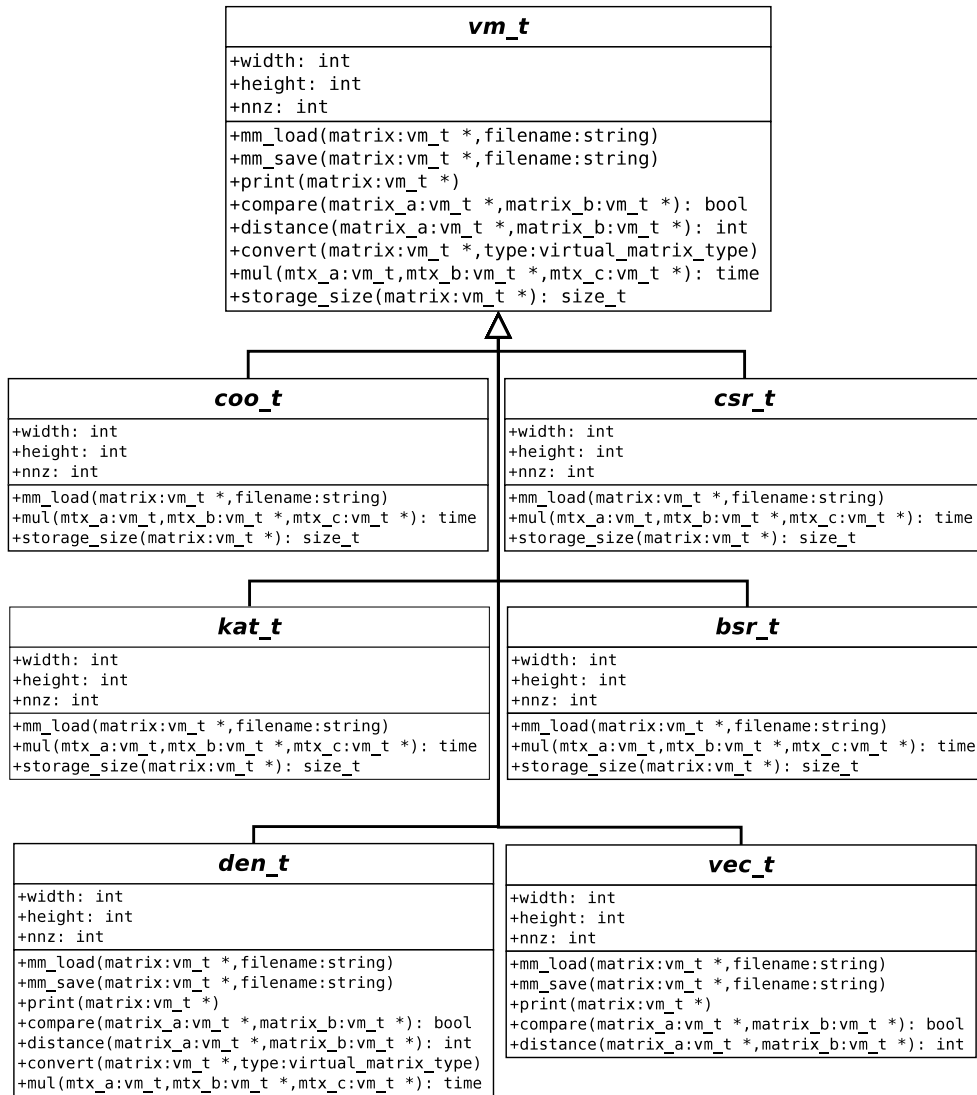 vm_t
+width: int
+height: int
+nnz: int
+mm_load(matrix:vm_t *,filename:string)
+mm_save(matrix:vm_t *,filename:string)
+print(matrix:vm_t *)
+compare(matrix_a:vm_t *,matrix_b:vm_t *): bool
+distance(matrix_a:vm_t *,matrix_b:vm_t *): int
+convert(matrix:vm_t *,type:virtual_matrix_type)
+mul(mtx_a:vm_t,mtx_b:vm_t *,mtx_c:vm_t *): time
+storage_size(matrix:vm_t *): size_t
coo_t
+width: int
+height: int
+nnz: int
+mm_load(matrix:vm_t *,filename:string)
+mul(mtx_a:vm_t,mtx_b:vm_t *,mtx_c:vm_t *): time
+storage_size(matrix:vm_t *): size_t
csr_t
+width: int
+height: int
+nnz: int
+mm_load(matrix:vm_t *,filename:string)
+mul(mtx_a:vm_t,mtx_b:vm_t *,mtx_c:vm_t *): time
+storage_size(matrix:vm_t *): size_t
kat_t
+width: int
+height: int
+nnz: int
+mm_load(matrix:vm_t *,filename:string)
+mul(mtx_a:vm_t,mtx_b:vm_t *,mtx_c:vm_t *): time
+storage_size(matrix:vm_t *): size_t
bsr_t
+width: int
+height: int
+nnz: int
+mm_load(matrix:vm_t *,filename:string)
+mul(mtx_a:vm_t,mtx_b:vm_t *,mtx_c:vm_t *): time
+storage_size(matrix:vm_t *): size_t
den_t
+width: int
+height: int
+nnz: int
+mm_load(matrix:vm_t *,filename:string)
+mm_save(matrix:vm_t *,filename:string)
+print(matrix:vm_t *)
+compare(matrix_a:vm_t *,matrix_b:vm_t *): bool
+distance(matrix_a:vm_t *,matrix_b:vm_t *): int
+convert(matrix:vm_t *,type:virtual_matrix_type)
+mul(mtx_a:vm_t,mtx_b:vm_t *,mtx_c:vm_t *): time
vec_t
+width: int
+height: int
+nnz: int
+mm_load(matrix:vm_t *,filename:string)
+mm_save(matrix:vm_t *,filename:string)
+print(matrix:vm_t *)
+compare(matrix_a:vm_t *,matrix_b:vm_t *): bool
+distance(matrix_a:vm_t *,matrix_b:vm_t *): int